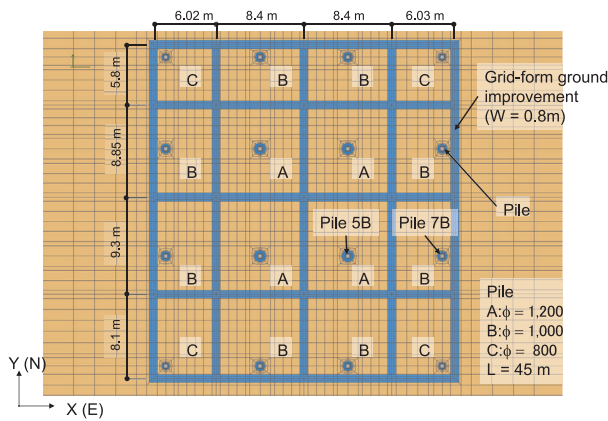 6.02 m 8.4 m 8.4 m 6.03 m
5.8 m
8.85 m
9.3 m
8.1 m
C B B C
B A A B
B A A B
C B B C
Grid-form ground
improvement
(W = 0.8m)
Pile
Pile 5B Pile 7B
Pile
A:ϕ = 1,200
B:ϕ = 1,000
C:ϕ = 800
L = 45 m
Y (N)
X (E)